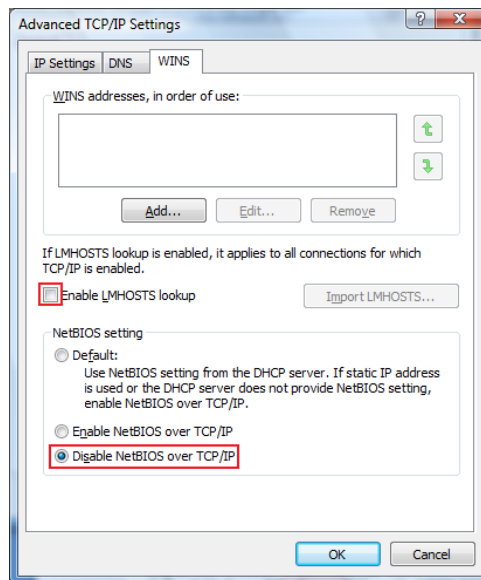 Advanced TCP/IP Settings
IP Settings DNS WINS
WINS addresses, in order of use:
Add... Edit... Remove
If LMHOSTS lookup is enabled, it applies to all connections for which
TCP/IP is enabled.
Enable LMHOSTS lookup Import LMHOSTS...
NetBIOS setting
Default:
Use NetBIOS setting from the DHCP server. If static IP address
is used or the DHCP server does not provide NetBIOS setting,
enable NetBIOS over TCP/IP.
Enable NetBIOS over TCP/IP
Disable NetBIOS over TCP/IP
OK Cancel